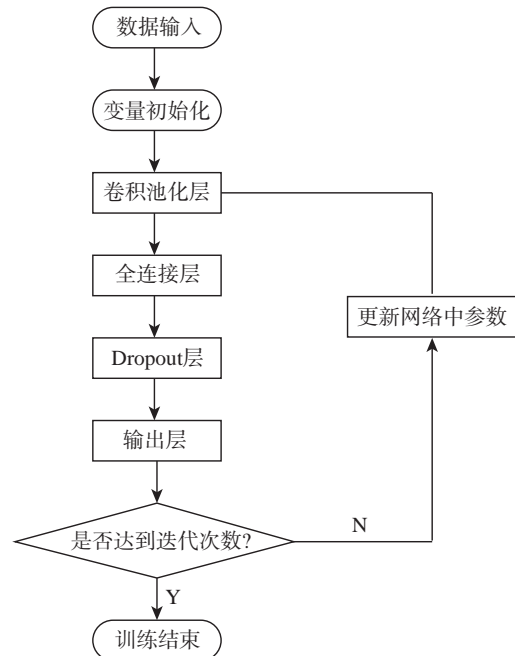 数据输入
变量初始化
卷积池化层
全连接层
更新网络中参数
Dropout层
输出层
是否达到迭代次数?
N
Y
训练结束